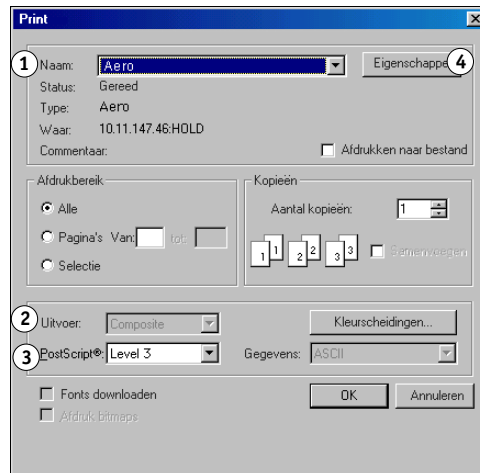 Print
1 Naam: Aero Eigenschappe 4
Status: Gereed
Type: Aero
Waar: 10.11.147.46:HOLD
Commentaar: Afdrukken naar bestand
Afdrukbereik
Alle
Pagina's Van: tot:
Selectie
Kopieën
Aantal kopieën: 1
1 1 2 2 3 3 Samenvoegen
2 Uitvoer: Composite Kleurscheidingen...
3 PostScript®: Level 3 Gegevens: ASCII
Fonts downloaden OK Annuleren
Afdruk bitmaps